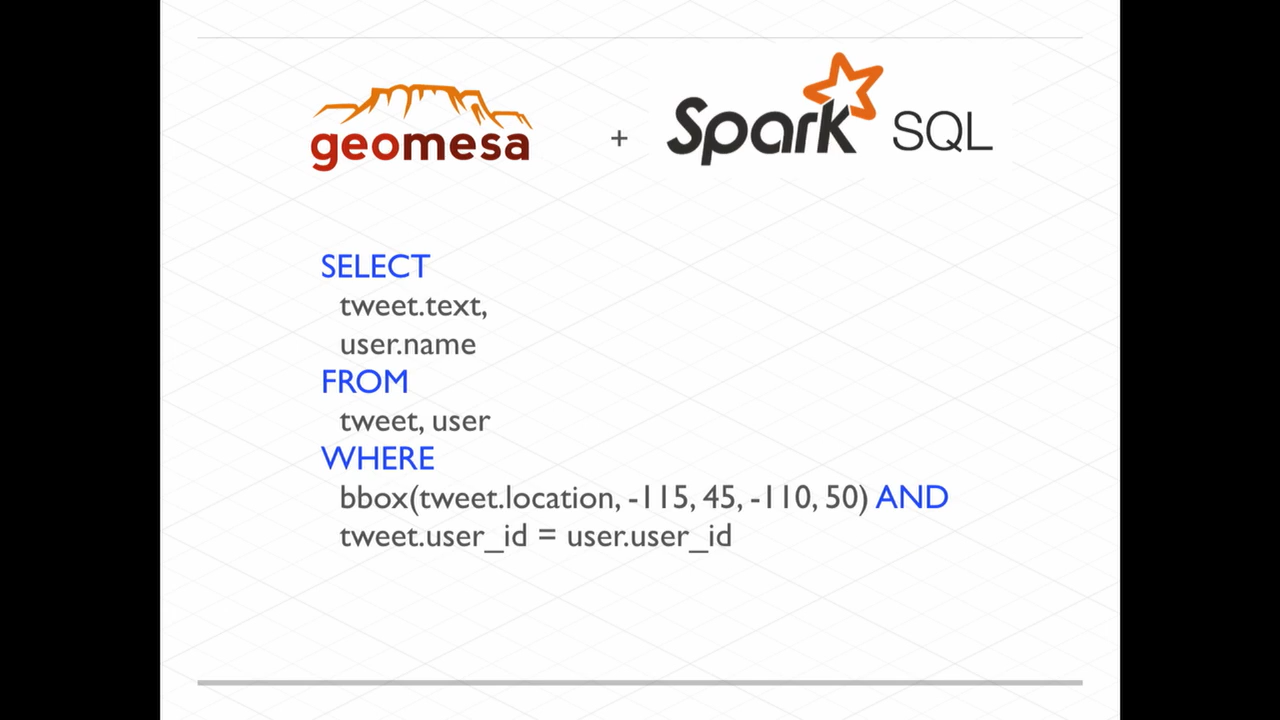 geomesa + Spark SQL
SELECT
tweet.text,
user.name
FROM
tweet, user
WHERE
bbox(tweet.location, -115, 45, -110, 50) AND
tweet.user_id = user.user_id